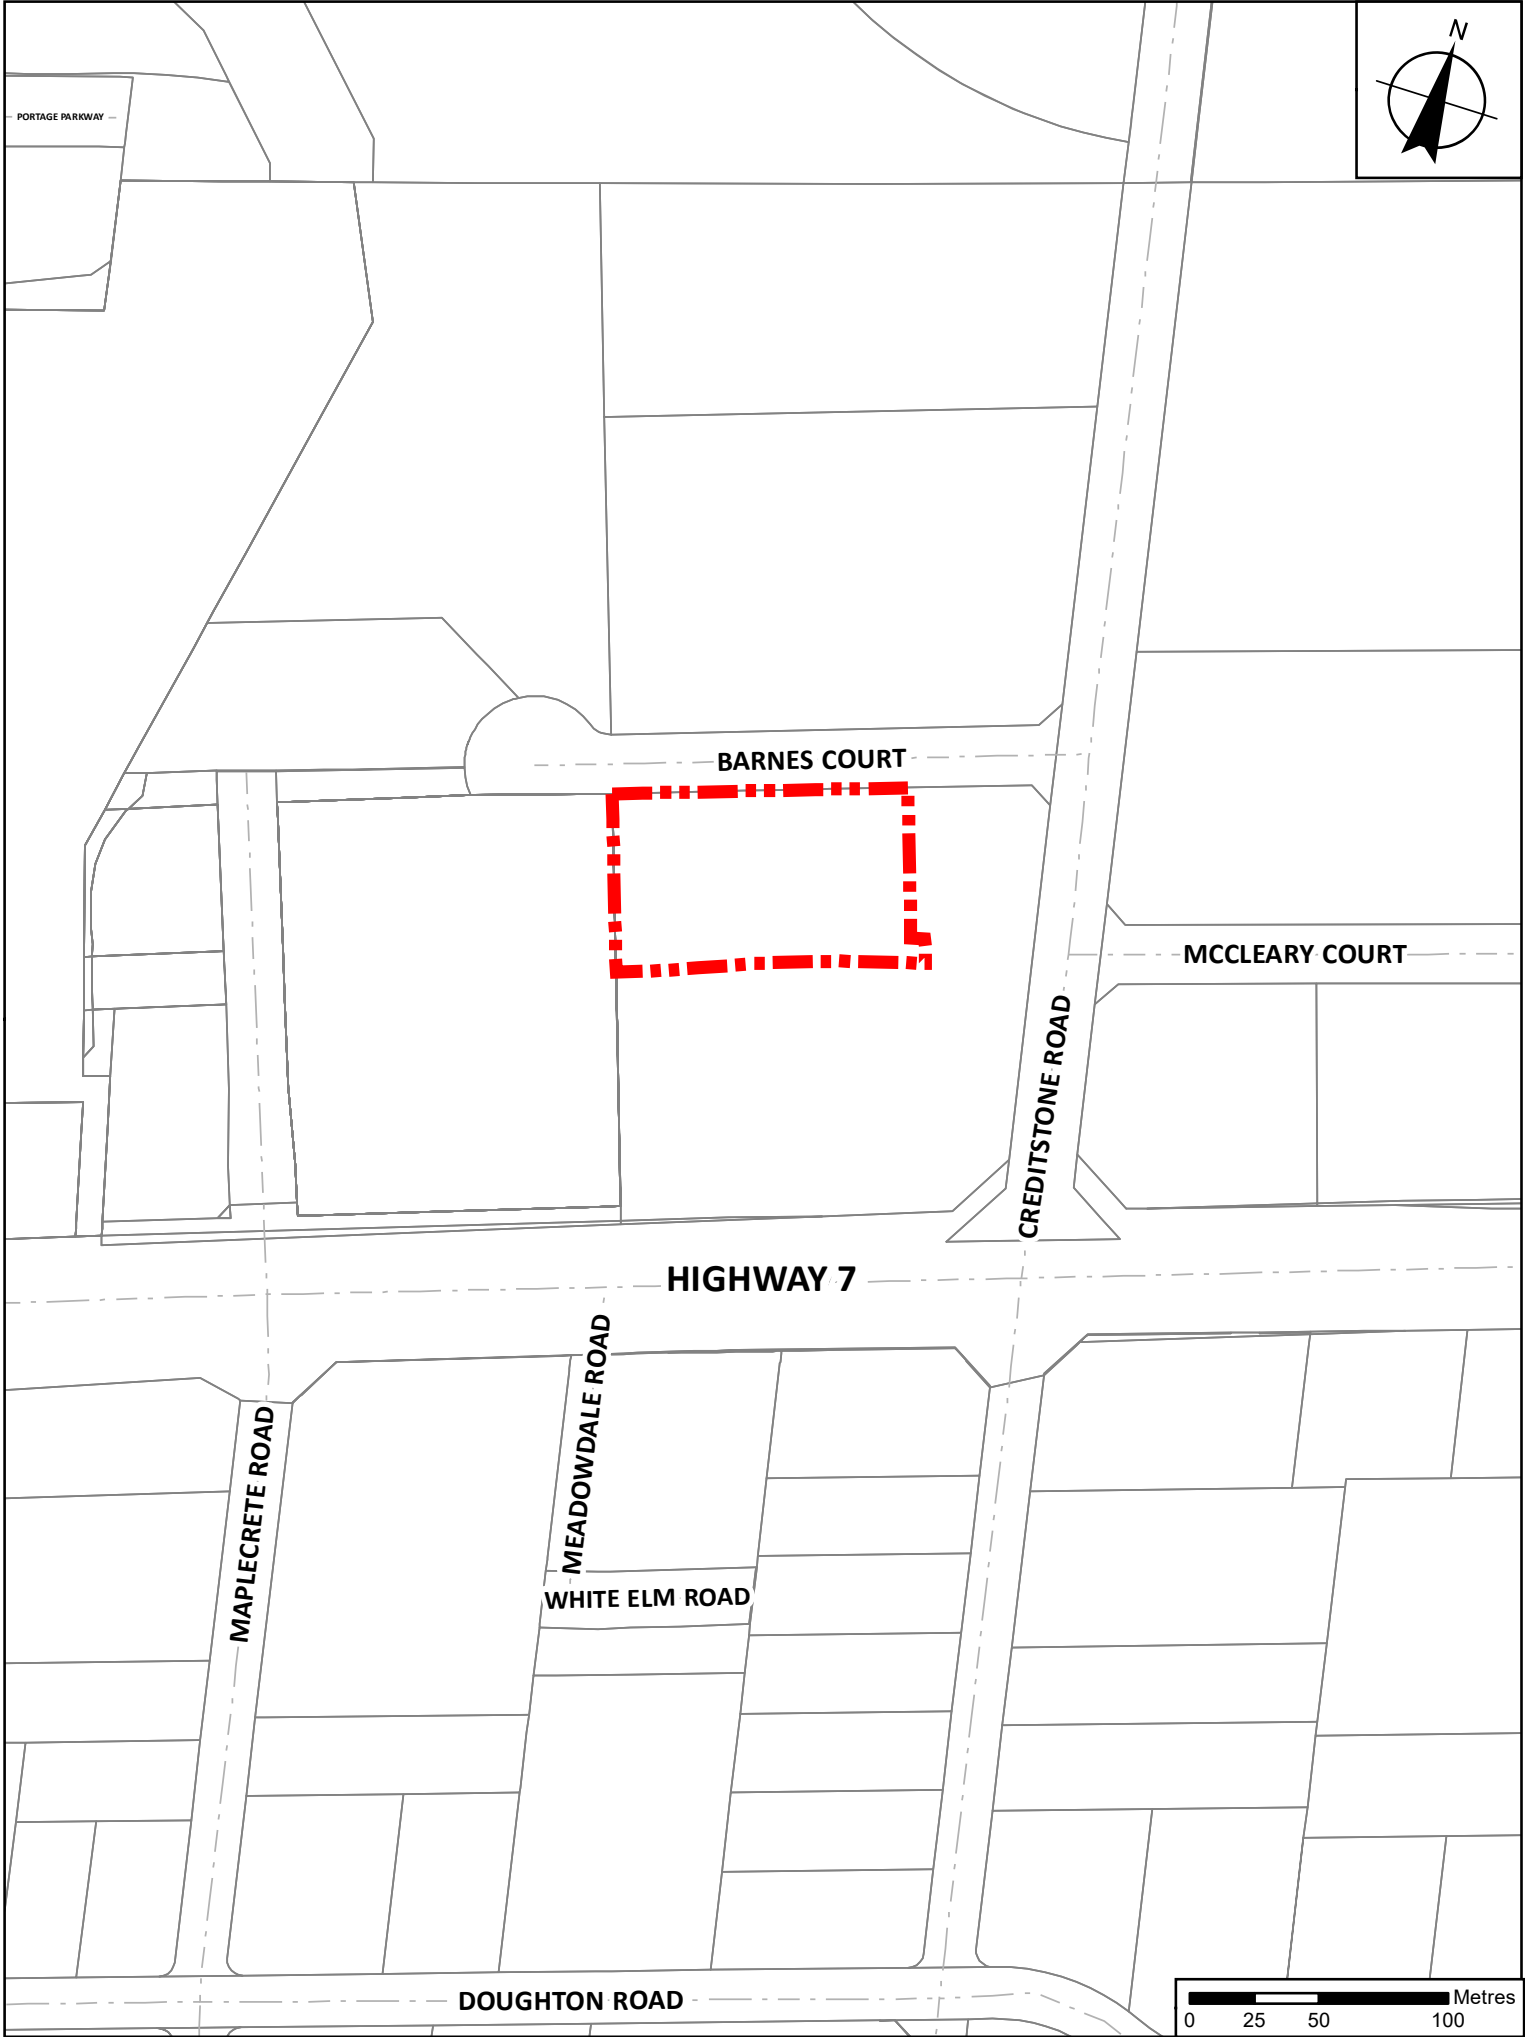 N
PORTAGE PARKWAY
BARNES COURT
MCCLEARY COURT
CREDITSTONE ROAD
HIGHWAY 7
MEADOWDALE ROAD
MAPLECRETE ROAD
WHITE ELM ROAD
DOUGHTON ROAD
Metres
0 25 50 100